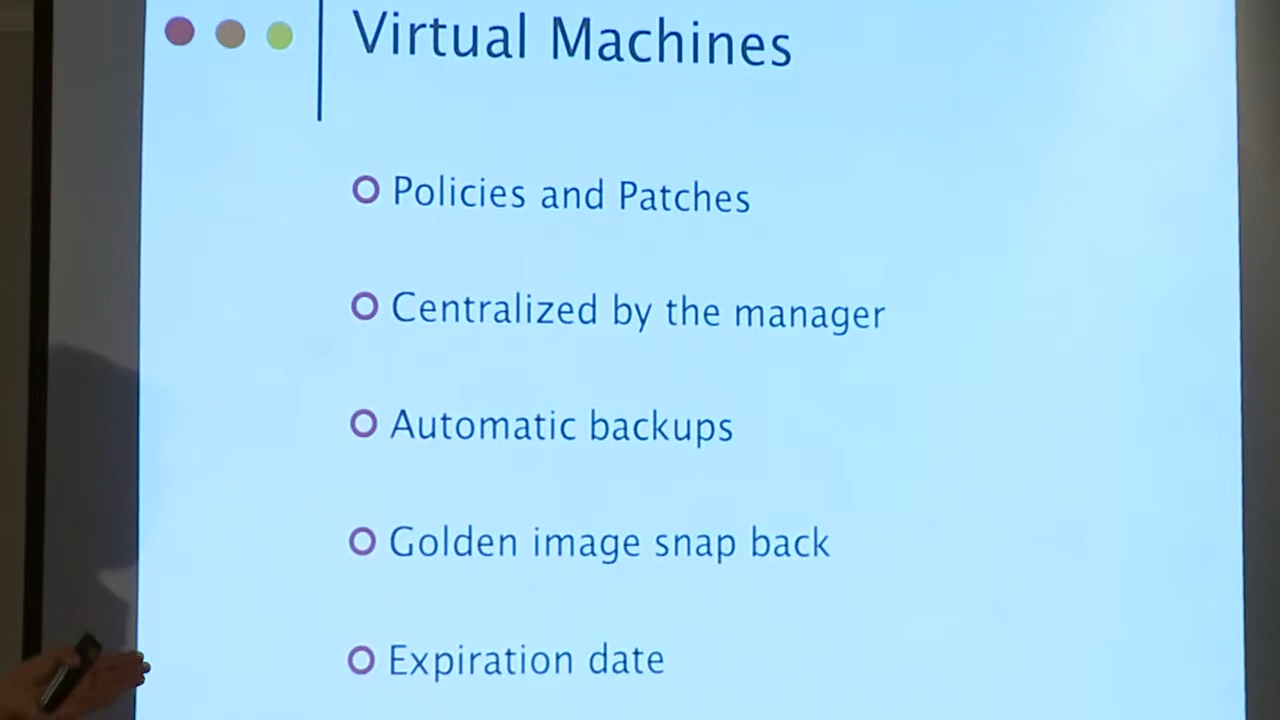 Virtual Machines
Policies and Patches
Centralized by the manager
Automatic backups
Golden image snap back
Expiration date